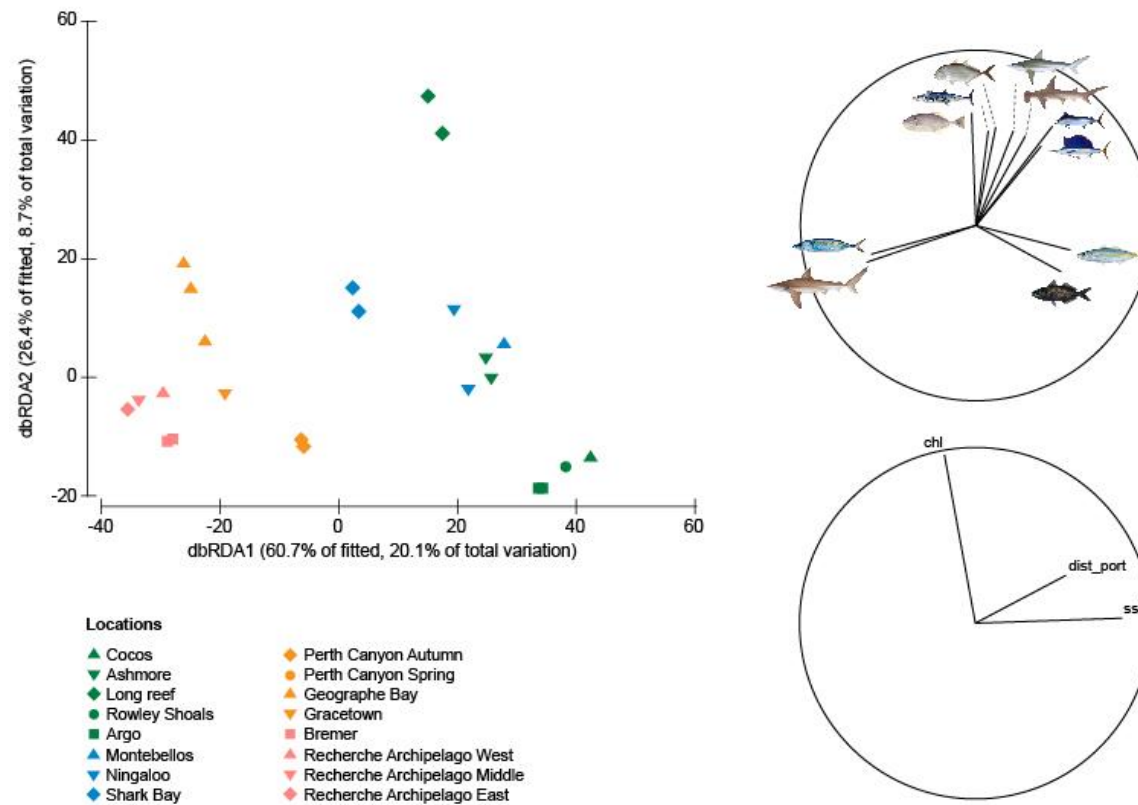 60
40
20
0
-20
dbRDA2 (26.4% of fitted, 8.7% of total variation)
-40
-20
0
20
40
60
dbRDA1 (60.7% of fitted, 20.1% of total variation)
chl
dist_port
ss
Locations
Cocos
Ashmore
Long reef
Rowley Shoals
Argo
Montebellos
Ningaloo
Shark Bay
Perth Canyon Autumn
Perth Canyon Spring
Geographe Bay
Gracetown
Bremer
Recherche Archipelago West
Recherche Archipelago Middle
Recherche Archipelago East